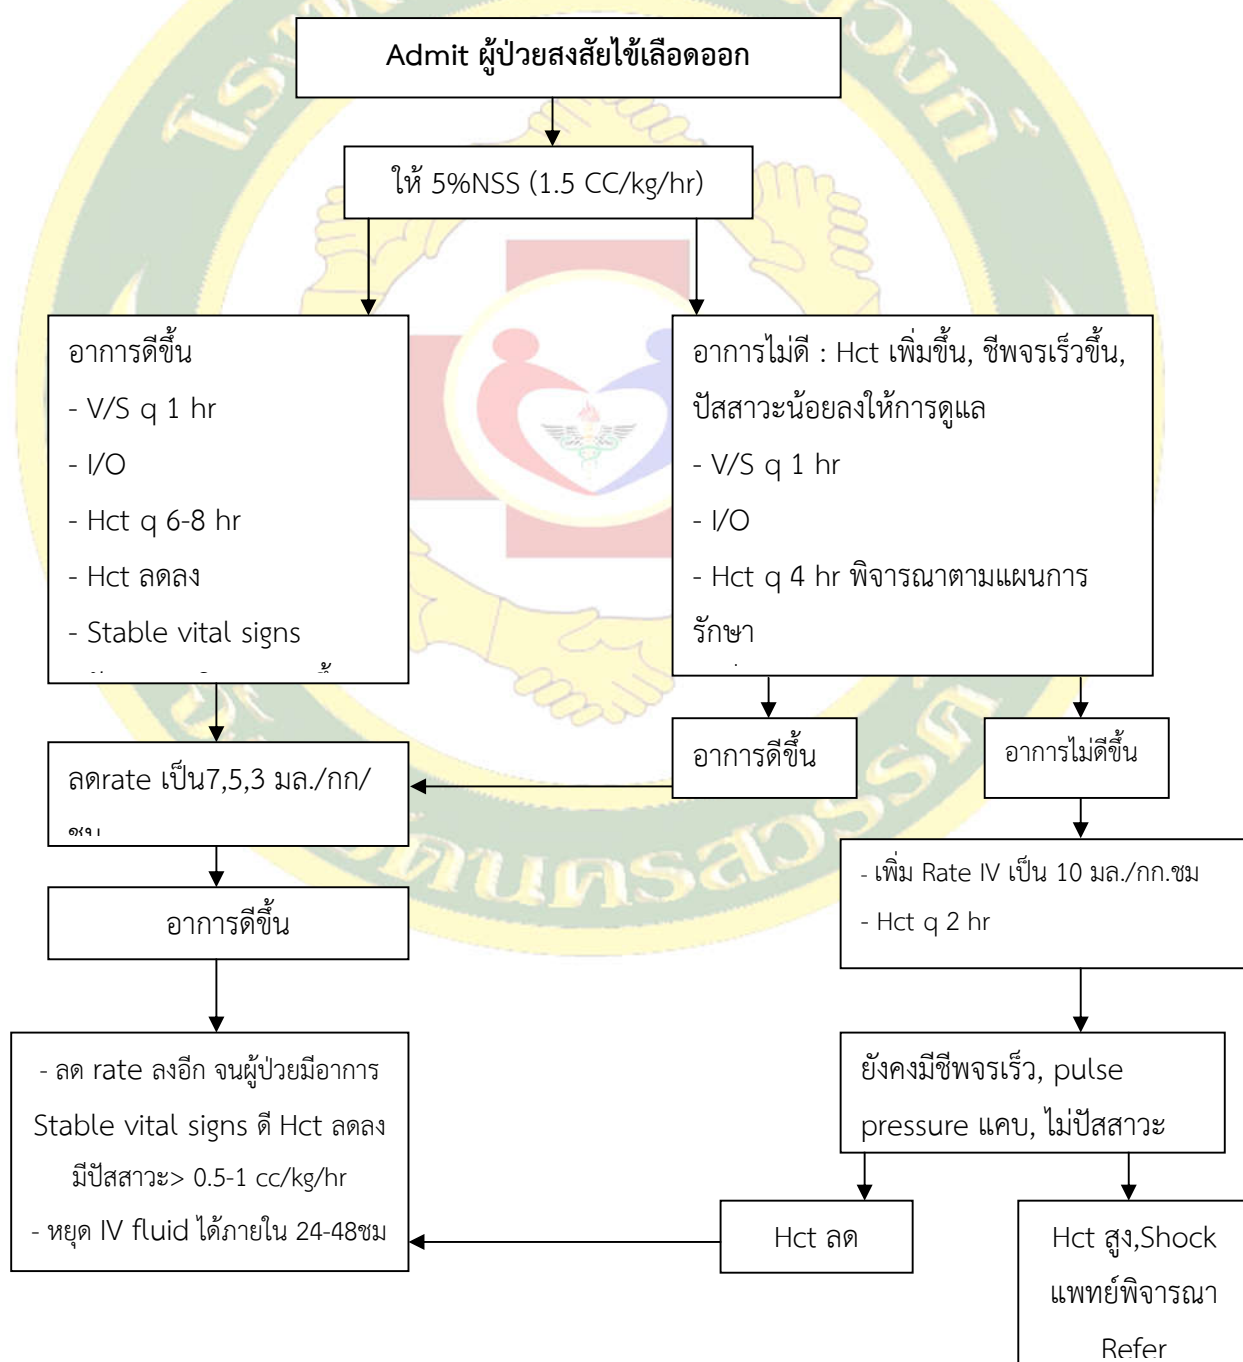 Admit ผู้ป่วยสงสัยไข้เลือดออก
ให้ 5%NSS (1.5 CC/kg/hr)
อาการดีขึ้น
- V/S q 1 hr
- I/O
- Hct q 6-8 hr
- Hct ลดลง
- Stable vital signs
อาการไม่ดี : Hct เพิ่มขึ้น, ชีพจรเร็วขึ้น,
ปัสสาวะน้อยลงให้การดูแล
- V/S q 1 hr
- I/O
- Hct q 4 hr พิจารณาตามแผนการ
รักษา
อาการดีขึ้น
อาการไม่ดีขึ้น
ลดrate เป็น7,5,3 มล./กก/
อาการดีขึ้น
- เพิ่ม Rate IV เป็น 10 มล./กก.ชม
- Hct q 2 hr
- ลด rate ลงอีก จนผู้ป่วยมีอาการ
Stable vital signs ดี Hct ลดลง
มีปัสสาวะ> 0.5-1 cc/kg/hr
- หยุด IV fluid ได้ภายใน 24-48ชม
ยังคงมีชีพจรเร็ว, pulse
pressure แคบ, ไม่ปัสสาวะ
Hct ลด
Hct สูง,Shock
แพทย์พิจารณา
Refer